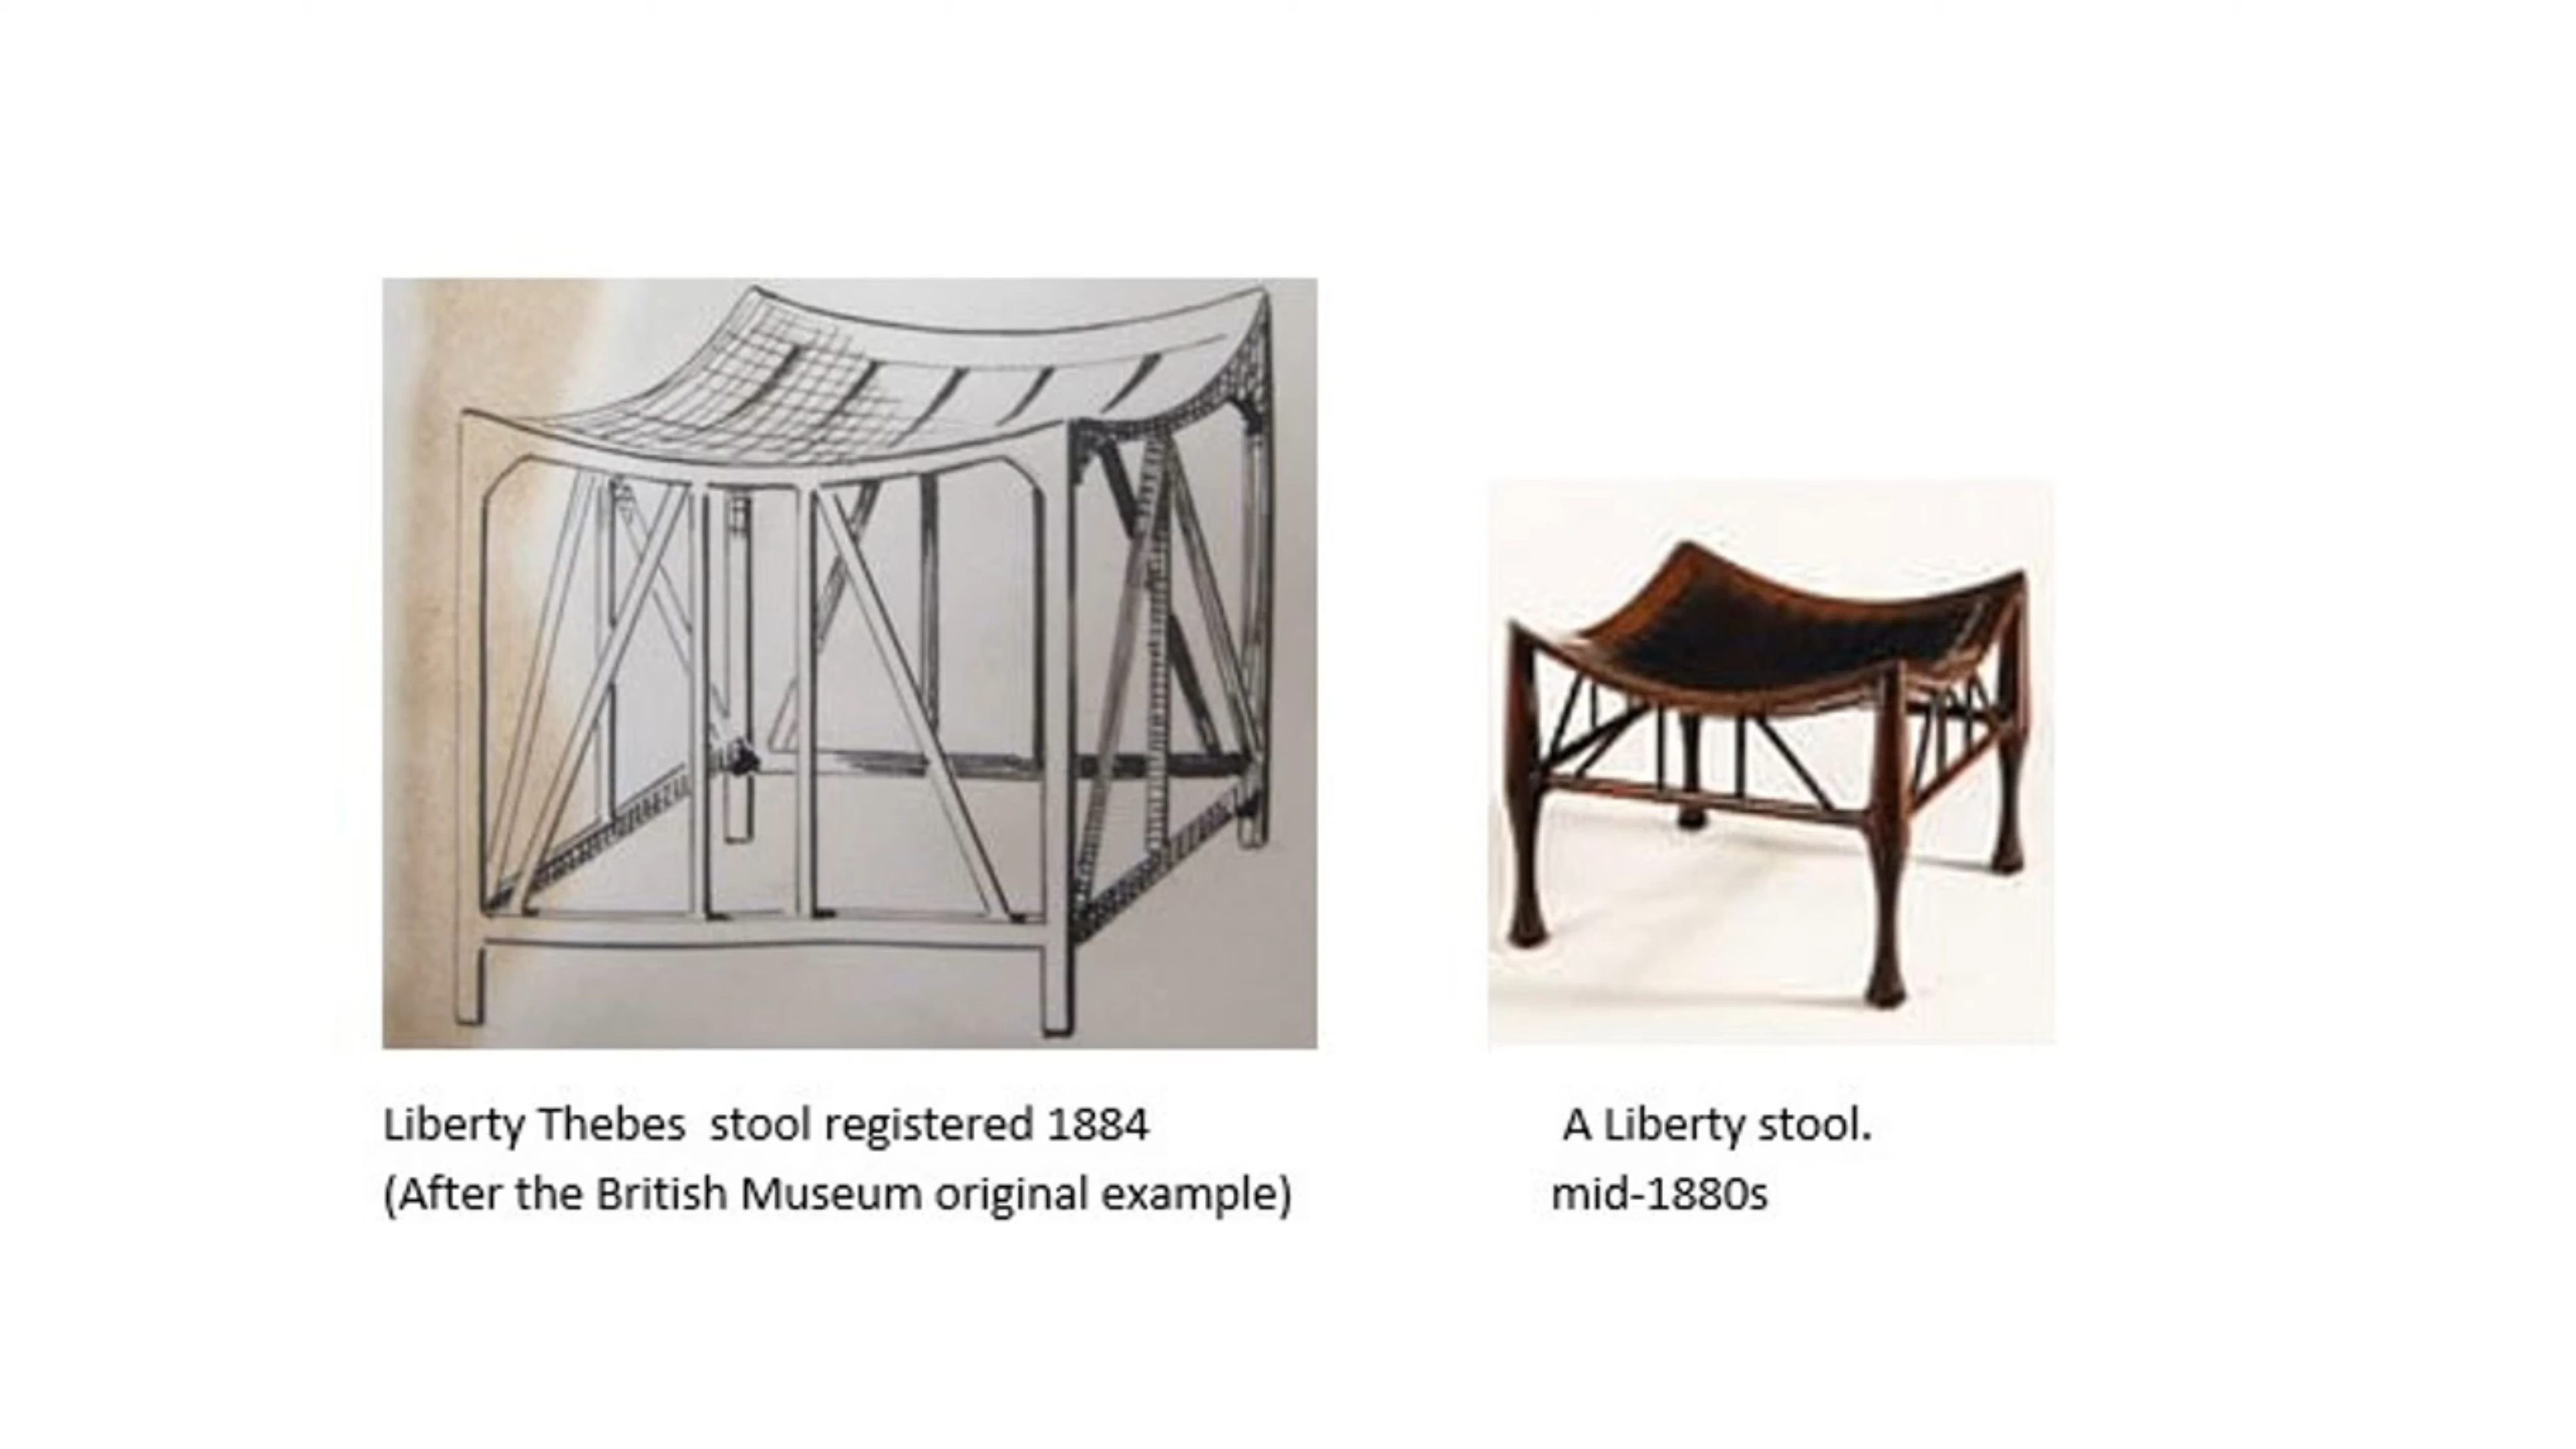 Liberty Thebes  stool registered 1884
(After the British Museum original example)
A Liberty stool.
mid-1880s